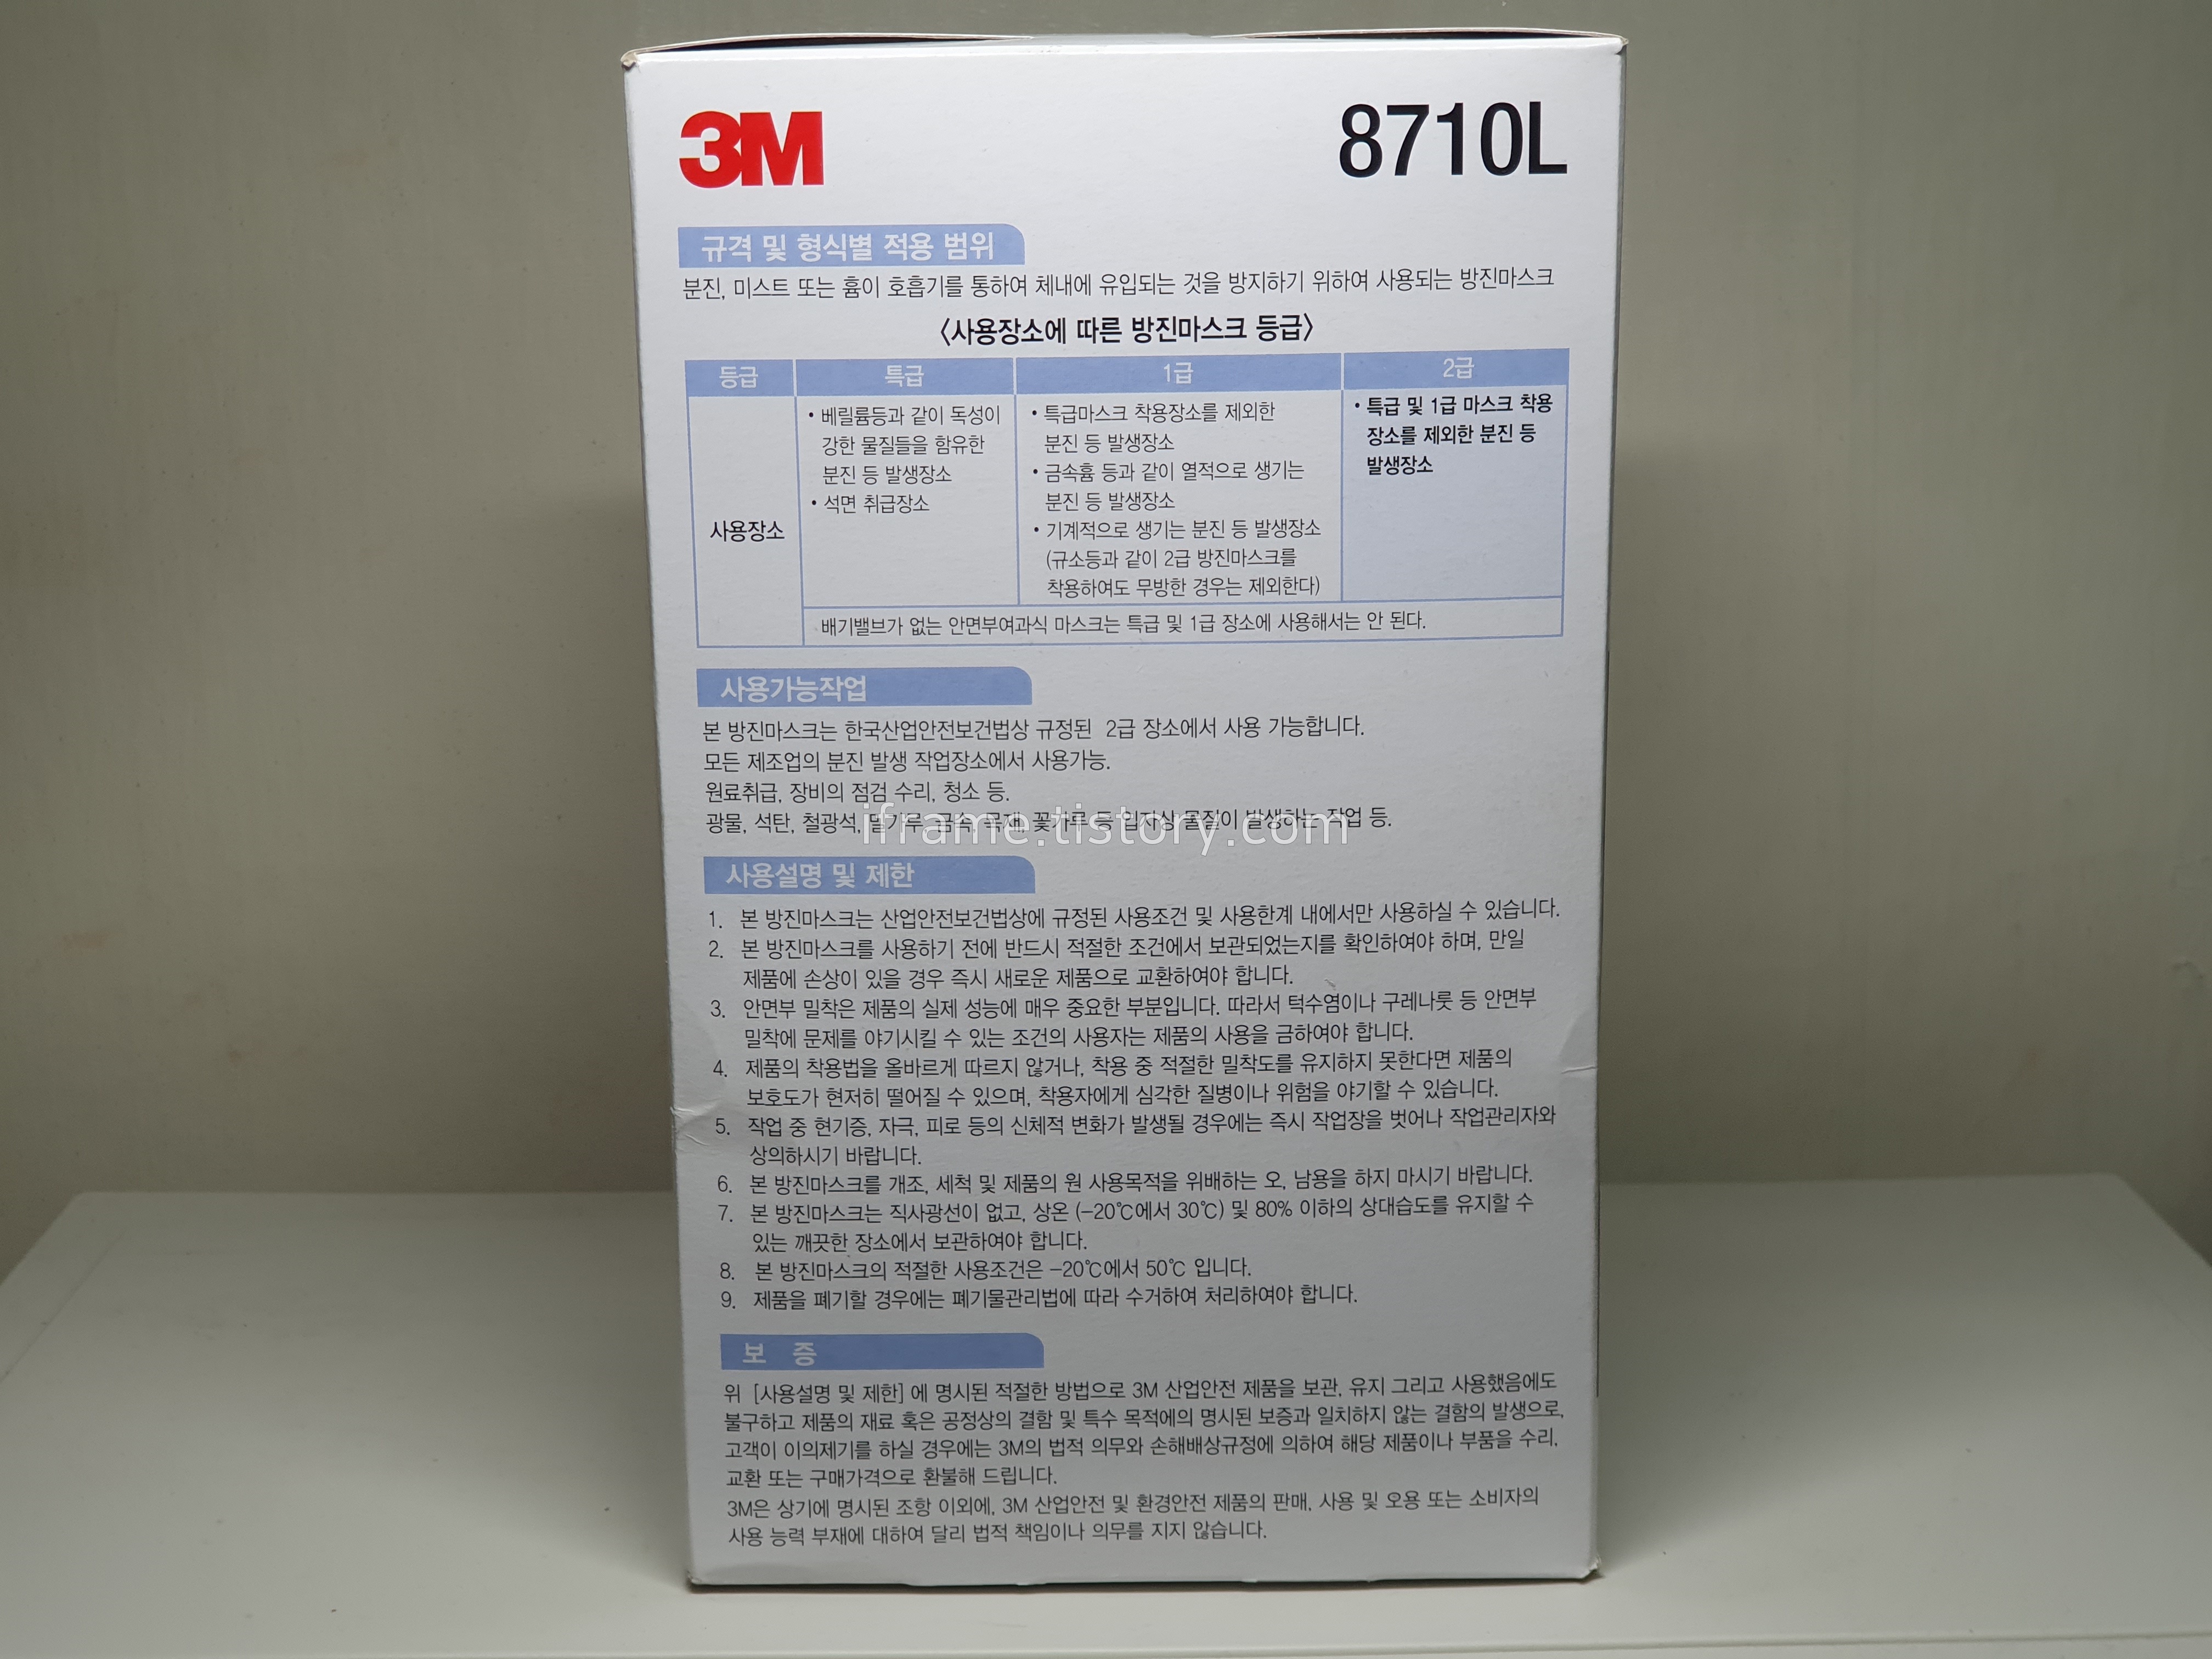 3M
8710L
규격 및 형식별 적용 범위
분진, 미스트 또는 흄이 호흡기를 통하여 체내에 유입되는 것을 방지하기 위하여 사용되는 방진마스크
〈사용장소에 따른 방진마스크 등급〉
등급 특급 1급 2급
사용장소
• 베릴륨등과 같이 독성이
강한 물질들을 함유한
분진 등 발생장소
• 석면 취급장소
• 특급마스크 착용장소를 제외한
분진 등 발생장소
• 금속흄 등과 같이 열적으로 생기는
분진 등 발생장소
• 기계적으로 생기는 분진 등 발생장소
(규소등과 같이 2급 방진마스크를
착용하여도 무방한 경우는 제외한다)
• 특급 및 1급 마스크 착용
장소를 제외한 분진 등
발생장소
배기밸브가 없는 안면부여과식 마스크는 특급 및 1급 장소에 사용해서는 안 된다.
사용가능작업
본 방진마스크는 한국산업안전보건법상 규정된 2급 장소에서 사용 가능합니다.
모든 제조업의 분진 발생 작업장소에서 사용가능.
원료취급, 장비의 점검 수리, 청소 등.
광물, 석탄, 철광석, 밀가루, 금속, 목재, 꽃가루 등 입자상 물질이 발생하는 작업 등.
iframe.tistory.com
사용설명 및 제한
1. 본 방진마스크는 산업안전보건법상에 규정된 사용조건 및 사용한계 내에서만 사용하실 수 있습니다.
2. 본 방진마스크를 사용하기 전에 반드시 적절한 조건에서 보관되었는지를 확인하여야 하며, 만일
제품에 손상이 있을 경우 즉시 새로운 제품으로 교환하여야 합니다.
3. 안면부 밀착은 제품의 실제 성능에 매우 중요한 부분입니다. 따라서 턱수염이나 구레나룻 등 안면부
밀착에 문제를 야기시킬 수 있는 조건의 사용자는 제품의 사용을 금하여야 합니다.
4. 제품의 착용법을 올바르게 따르지 않거나, 착용 중 적절한 밀착도를 유지하지 못한다면 제품의
보호도가 현저히 떨어질 수 있으며, 착용자에게 심각한 질병이나 위험을 야기할 수 있습니다.
5. 작업 중 현기증, 자극, 피로 등의 신체적 변화가 발생될 경우에는 즉시 작업장을 벗어나 작업관리자와
상의하시기 바랍니다.
6. 본 방진마스크를 개조, 세척 및 제품의 원 사용목적을 위배하는 오, 남용을 하지 마시기 바랍니다.
7. 본 방진마스크는 직사광선이 없고, 상온 (-20℃에서 30℃) 및 80% 이하의 상대습도를 유지할 수
있는 깨끗한 장소에서 보관하여야 합니다.
8. 본 방진마스크의 적절한 사용조건은 -20℃에서 50℃ 입니다.
9. 제품을 폐기할 경우에는 폐기물관리법에 따라 수거하여 처리하여야 합니다.
보 증
위 [사용설명 및 제한] 에 명시된 적절한 방법으로 3M 산업안전 제품을 보관, 유지 그리고 사용했음에도
불구하고 제품의 재료 혹은 공정상의 결함 및 특수 목적에의 명시된 보증과 일치하지 않는 결함의 발생으로,
고객이 이의제기를 하실 경우에는 3M의 법적 의무와 손해배상규정에 의하여 해당 제품이나 부품을 수리,
교환 또는 구매가격으로 환불해 드립니다.
3M은 상기에 명시된 조항 이외에, 3M 산업안전 및 환경안전 제품의 판매, 사용 및 오용 또는 소비자의
사용 능력 부재에 대하여 달리 법적 책임이나 의무를 지지 않습니다.